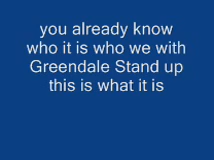 you already know
who it is who we with
Greendale Stand up
this is what it is